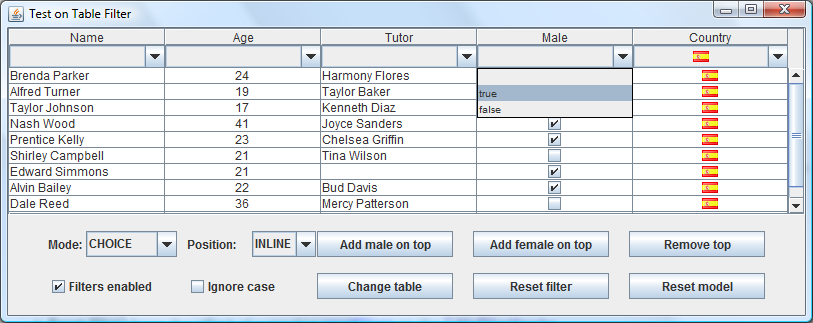 Test on Table Filter
Name Age Tutor Male Country
Brenda Parker 24 Harmony Flores
Alfred Turner 19 Taylor Baker true
Taylor Johnson 17 Kenneth Diaz false
Nash Wood 41 Joyce Sanders
Prentice Kelly 23 Chelsea Griffin
Shirley Campbell 21 Tina Wilson
Edward Simmons 21
Alvin Bailey 22 Bud Davis
Dale Reed 36 Mercy Patterson
Mode: CHOICE Position: INLINE Add male on top Add female on top Remove top
Filters enabled Ignore case Change table Reset filter Reset model